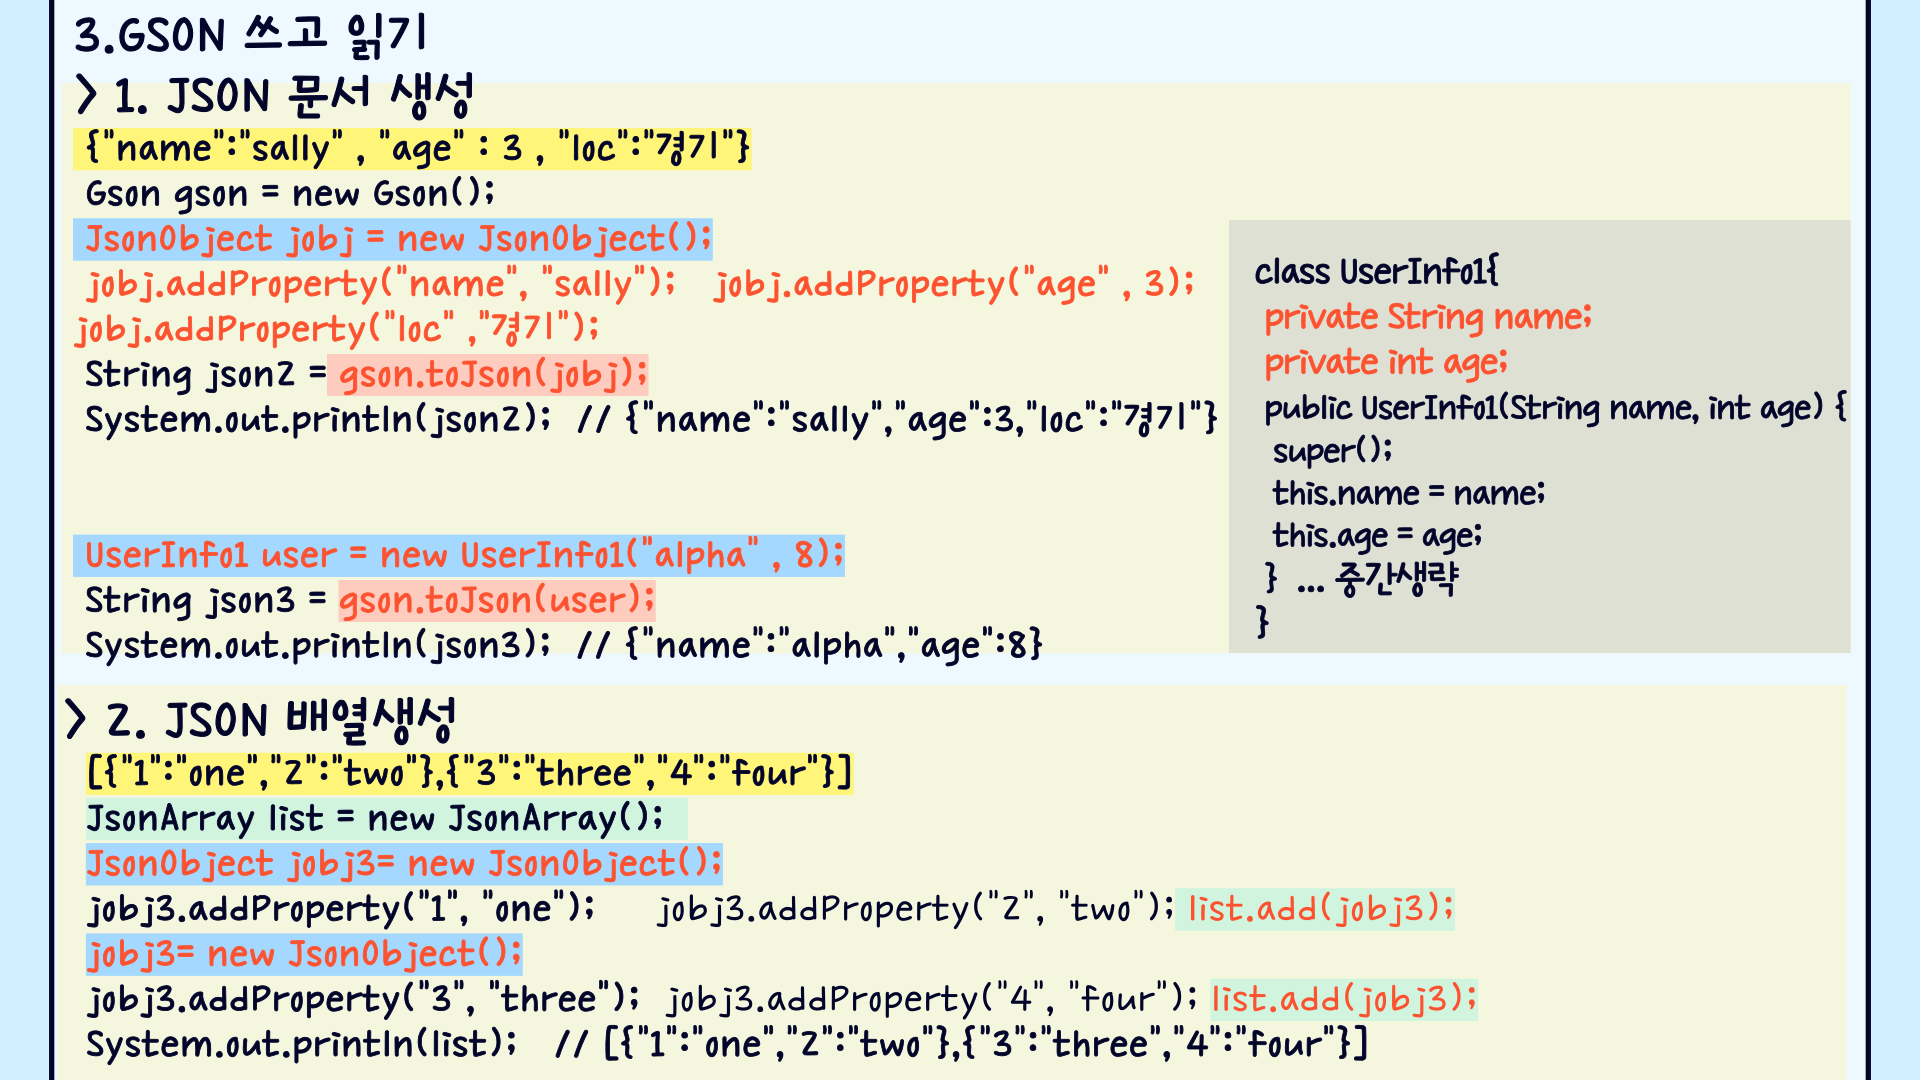 3.GSON 쓰고 읽기
> 1. JSON 문서 생성
{"name":"sally" , "age" : 3 , "loc":"경기"}
Gson gson = new Gson();
JsonObject jobj = new JsonObject();
jobj.addProperty("name", "sally");   jobj.addProperty("age" , 3);
jobj.addProperty("loc" ,"경기");
String json2 = gson.toJson(jobj);
System.out.println(json2);  // {"name":"sally","age":3,"loc":"경기"}
UserInfo1 user = new UserInfo1("alpha" , 8);
String json3 = gson.toJson(user);
System.out.println(json3);  // {"name":"alpha","age":8}
class UserInfo1{
private String name;
private int age;
public UserInfo1(String name, int age) {
super();
this.name = name;
this.age = age;
}  ... 중간생략
}
> 2. JSON 배열생성
[{"1":"one","2":"two"},{"3":"three","4":"four"}]
JsonArray list = new JsonArray();
JsonObject jobj3= new JsonObject();
jobj3.addProperty("1", "one");     jobj3.addProperty("2", "two"); list.add(jobj3);
jobj3= new JsonObject();
jobj3.addProperty("3", "three");  jobj3.addProperty("4", "four"); list.add(jobj3);
System.out.println(list);   // [{"1":"one","2":"two"},{"3":"three","4":"four"}]